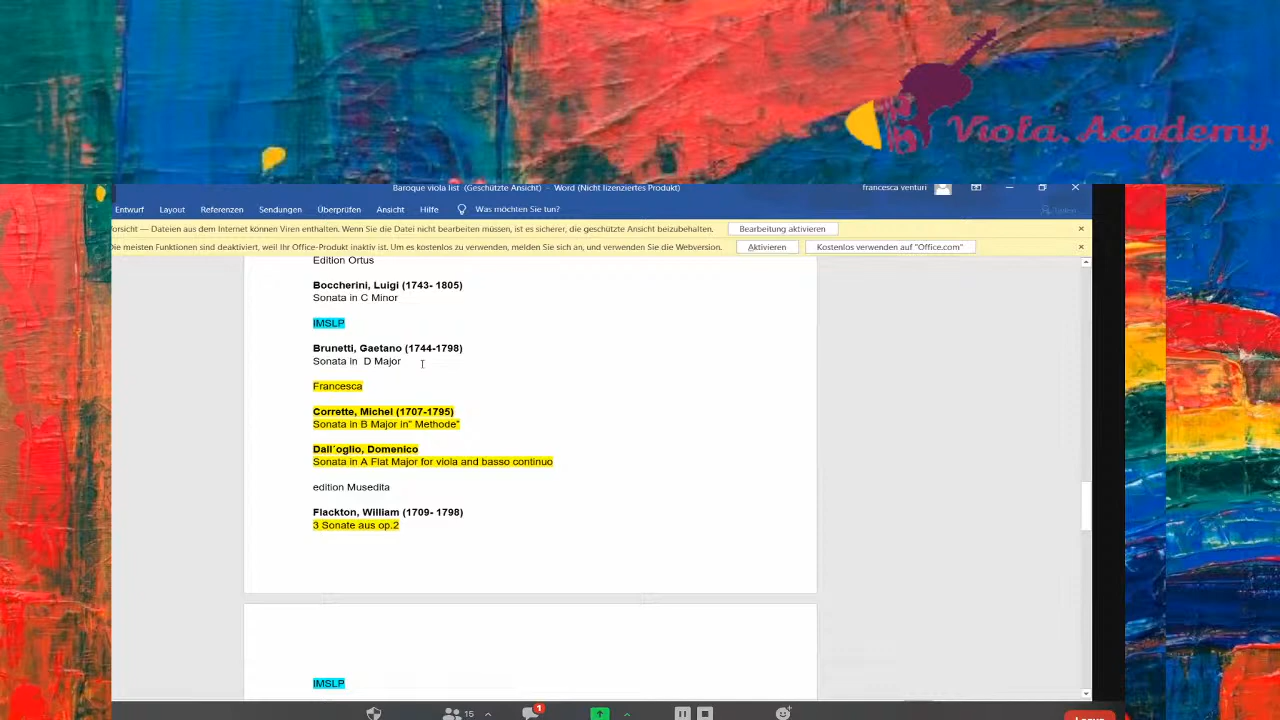 Viola. Academy.
Baroque viola list (Geschützte Ansicht) - Word (Nicht lizenziertes Produkt)
francesca venturi
Entwurf Layout Referenzen Sendungen Überprüfen Ansicht Hilfe Was möchten Sie tun?
orsicht — Dateien aus dem Internet können Viren enthalten. Wenn Sie die Datei nicht bearbeiten müssen, ist es sicherer, die geschützte Ansicht beizubehalten. Bearbeitung aktivieren
Die meisten Funktionen sind deaktiviert, weil Ihr Office-Produkt inaktiv ist. Um es kostenlos zu verwenden, melden Sie sich an, und verwenden Sie die Webversion. Aktivieren Kostenlos verwenden auf "Office.com"
Edition Ortus
Boccherini, Luigi (1743- 1805)
Sonata in C Minor
IMSLP
Brunetti, Gaetano (1744-1798)
Sonata in D Major
Francesca
Corrette, Michel (1707-1795)
Sonata in B Major in" Methode"
Dall´oglio, Domenico
Sonata in A Flat Major for viola and basso continuo
edition Musedita
Flackton, William (1709- 1798)
3 Sonate aus op.2
IMSLP
15
1
Leave